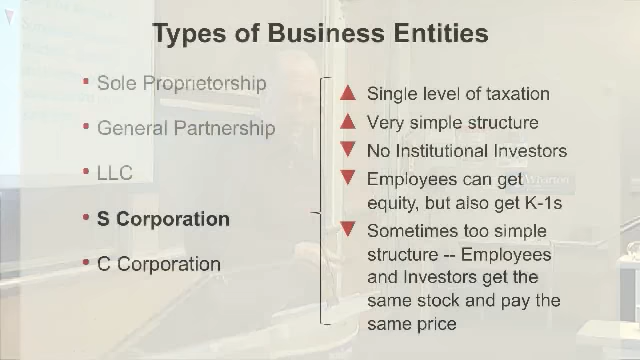 Types of Business Entities
Sole Proprietorship
General Partnership
LLC
S Corporation
C Corporation
Single level of taxation
Very simple structure
No Institutional Investors
Employees can get
equity, but also get K-1s
Sometimes too simple
structure -- Employees
and Investors get the
same stock and pay the
same price